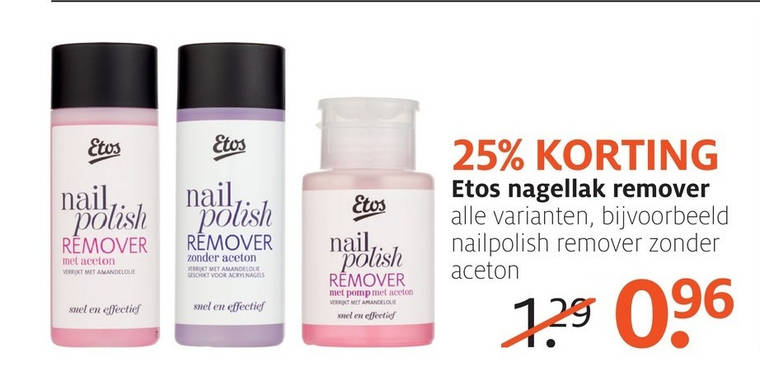 Etos
nail
polish
REMOVER
met aceton
VERRIJKT MET AMANDELOLIE
snel en effectief
Etos
nail
polish
REMOVER
zonder aceton
VERRIJKT MET AMANDELOLIE
GESCHIKT VOOR ACRYLNAGELS
snel en effectief
Etos
nail
polish
REMOVER
met pomp met aceton
VERRIJKT MET AMANDELOLIE
snel en effectief
25% KORTING
Etos nagellak remover
alle varianten, bijvoorbeeld
nailpolish remover zonder
aceton
1.29 0.96